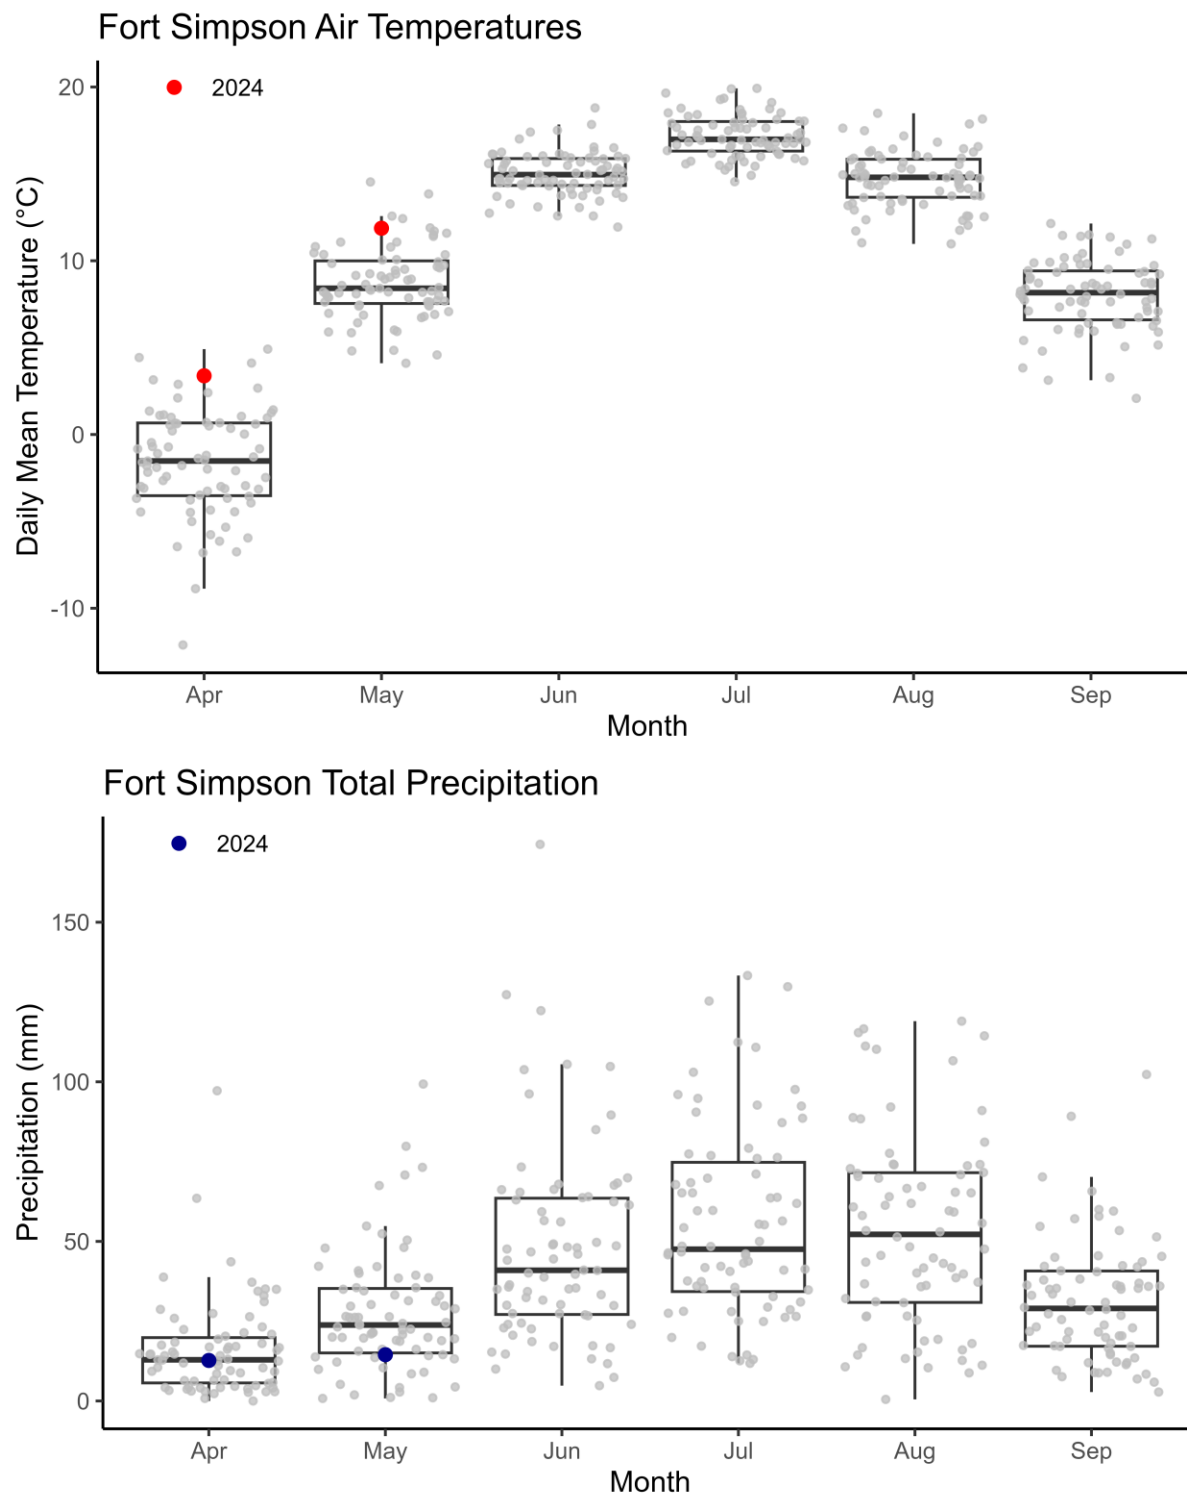 Fort Simpson Air Temperatures
2024
20
10
0
-10
Daily Mean Temperature (°C)
Apr May Jun Jul Aug Sep
Month
Fort Simpson Total Precipitation
2024
150
100
50
0
Precipitation (mm)
Apr May Jun Jul Aug Sep
Month